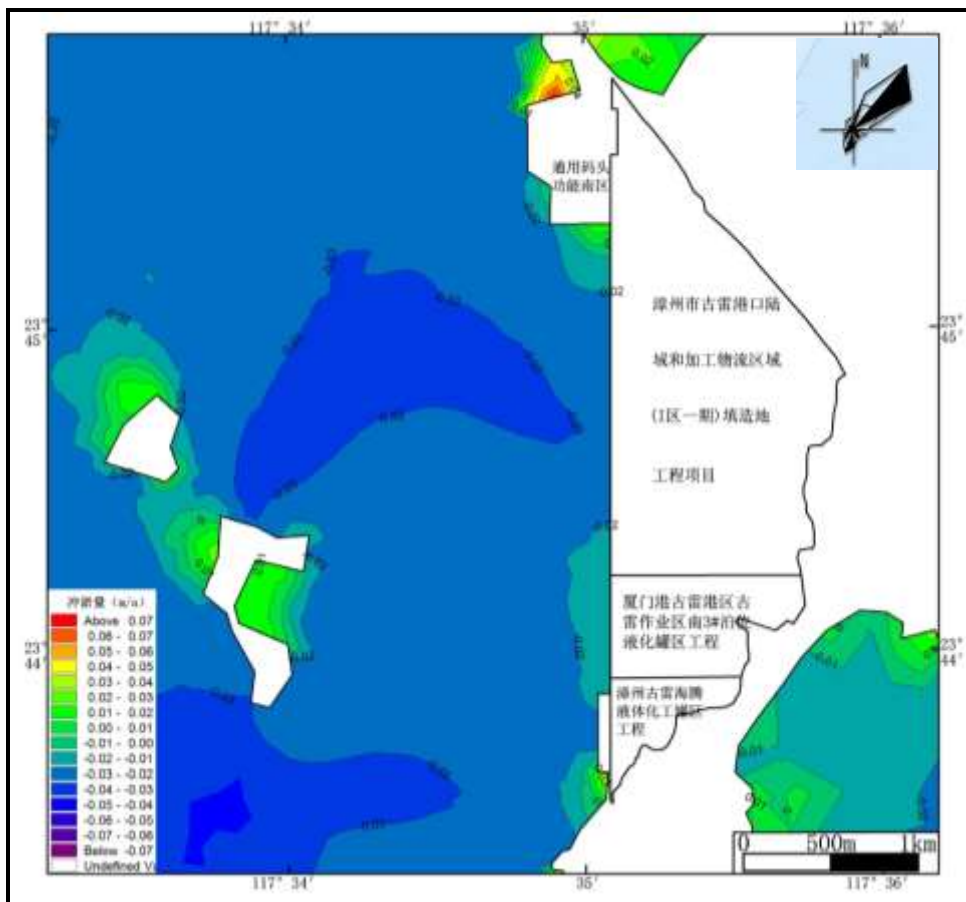 117° 34'
35'
117° 36'
N
0.02
通用码头
功能南区
23°
45'
23°
45'
漳州市古雷港口陆
域和加工物流区域
(I区一期)填造地
工程项目
厦门港古雷港区古
雷作业区南3#泊位
液化罐区工程
漳州古雷海腾
液体化工罐区
工程
23°
44'
23°
44'
冲淤量 (m/a)
Above 0.07
0.06 - 0.07
0.05 - 0.06
0.04 - 0.05
0.03 - 0.04
0.02 - 0.03
0.01 - 0.02
0.00 - 0.01
-0.01 - 0.00
-0.02 - -0.01
-0.03 - -0.02
-0.04 - -0.03
-0.05 - -0.04
-0.06 - -0.05
-0.07 - -0.06
Below -0.07
Undefined V
0 500m 1km
117° 34'
35'
117° 36'